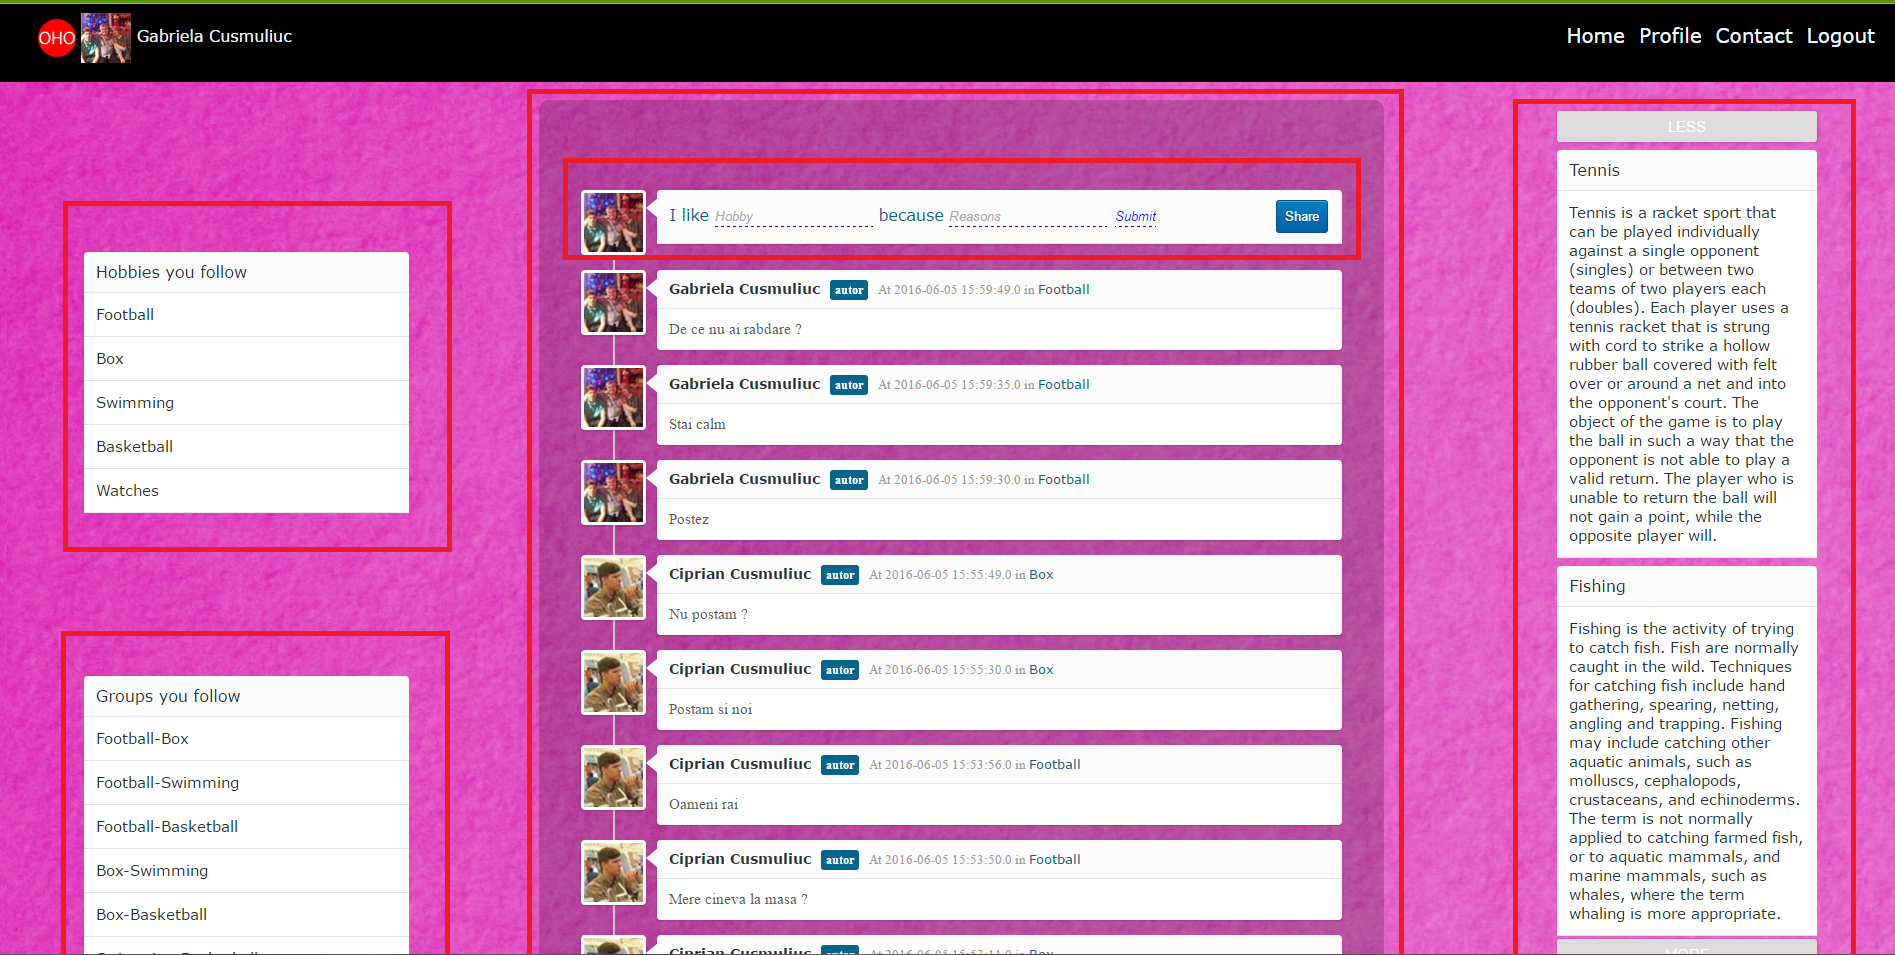 OHO Gabriela Cusmuliuc
Home Profile Contact Logout
Hobbies you follow
Football
Box
Swimming
Basketball
Watches
Groups you follow
Football-Box
Football-Swimming
Football-Basketball
Box-Swimming
Box-Basketball
I like Hobby because Reasons Submit Share
Gabriela Cusmuliuc autor At 2016-06-05 15:59:49.0 in Football
De ce nu ai rabdare ?
Gabriela Cusmuliuc autor At 2016-06-05 15:59:35.0 in Football
Stai calm
Gabriela Cusmuliuc autor At 2016-06-05 15:59:30.0 in Football
Postez
Ciprian Cusmuliuc autor At 2016-06-05 15:55:49.0 in Box
Nu postam ?
Ciprian Cusmuliuc autor At 2016-06-05 15:55:30.0 in Box
Postam si noi
Ciprian Cusmuliuc autor At 2016-06-05 15:53:56.0 in Football
Oameni rai
Ciprian Cusmuliuc autor At 2016-06-05 15:53:50.0 in Football
Mere cineva la masa ?
Ciprian Cusmuliuc autor At 2016-06-05 15:53:11.0 in Box
LESS
Tennis
Tennis is a racket sport that
can be played individually
against a single opponent
(singles) or between two
teams of two players each
(doubles). Each player uses a
tennis racket that is strung
with cord to strike a hollow
rubber ball covered with felt
over or around a net and into
the opponent's court. The
object of the game is to play
the ball in such a way that the
opponent is not able to play a
valid return. The player who is
unable to return the ball will
not gain a point, while the
opposite player will.
Fishing
Fishing is the activity of trying
to catch fish. Fish are normally
caught in the wild. Techniques
for catching fish include hand
gathering, spearing, netting,
angling and trapping. Fishing
may include catching other
aquatic animals, such as
molluscs, cephalopods,
crustaceans, and echinoderms.
The term is not normally
applied to catching farmed fish,
or to aquatic mammals, and
marine mammals, such as
whales, where the term
whaling is more appropriate.
MORE